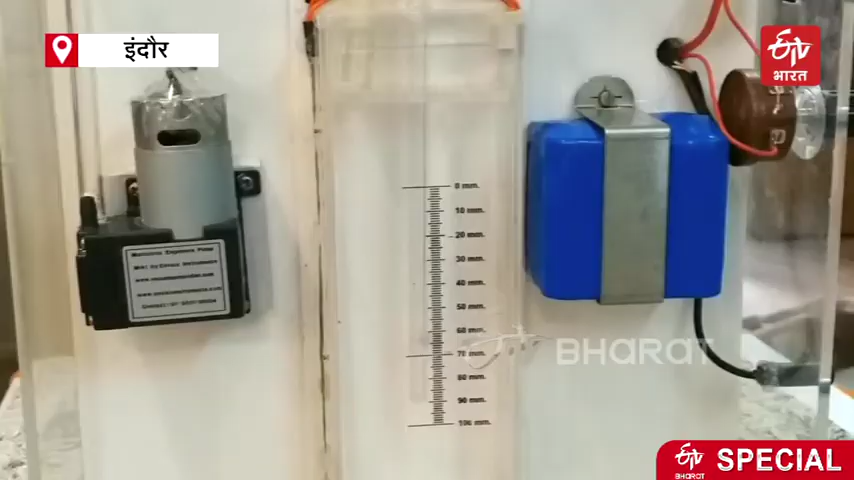 इंदौर
ETV
भारत
0 mm.
10 mm.
20 mm.
30 mm.
40 mm.
50 mm.
60 mm.
70 mm.
80 mm.
90 mm.
100 mm.
BHARAT
ETV
BHARAT
SPECIAL